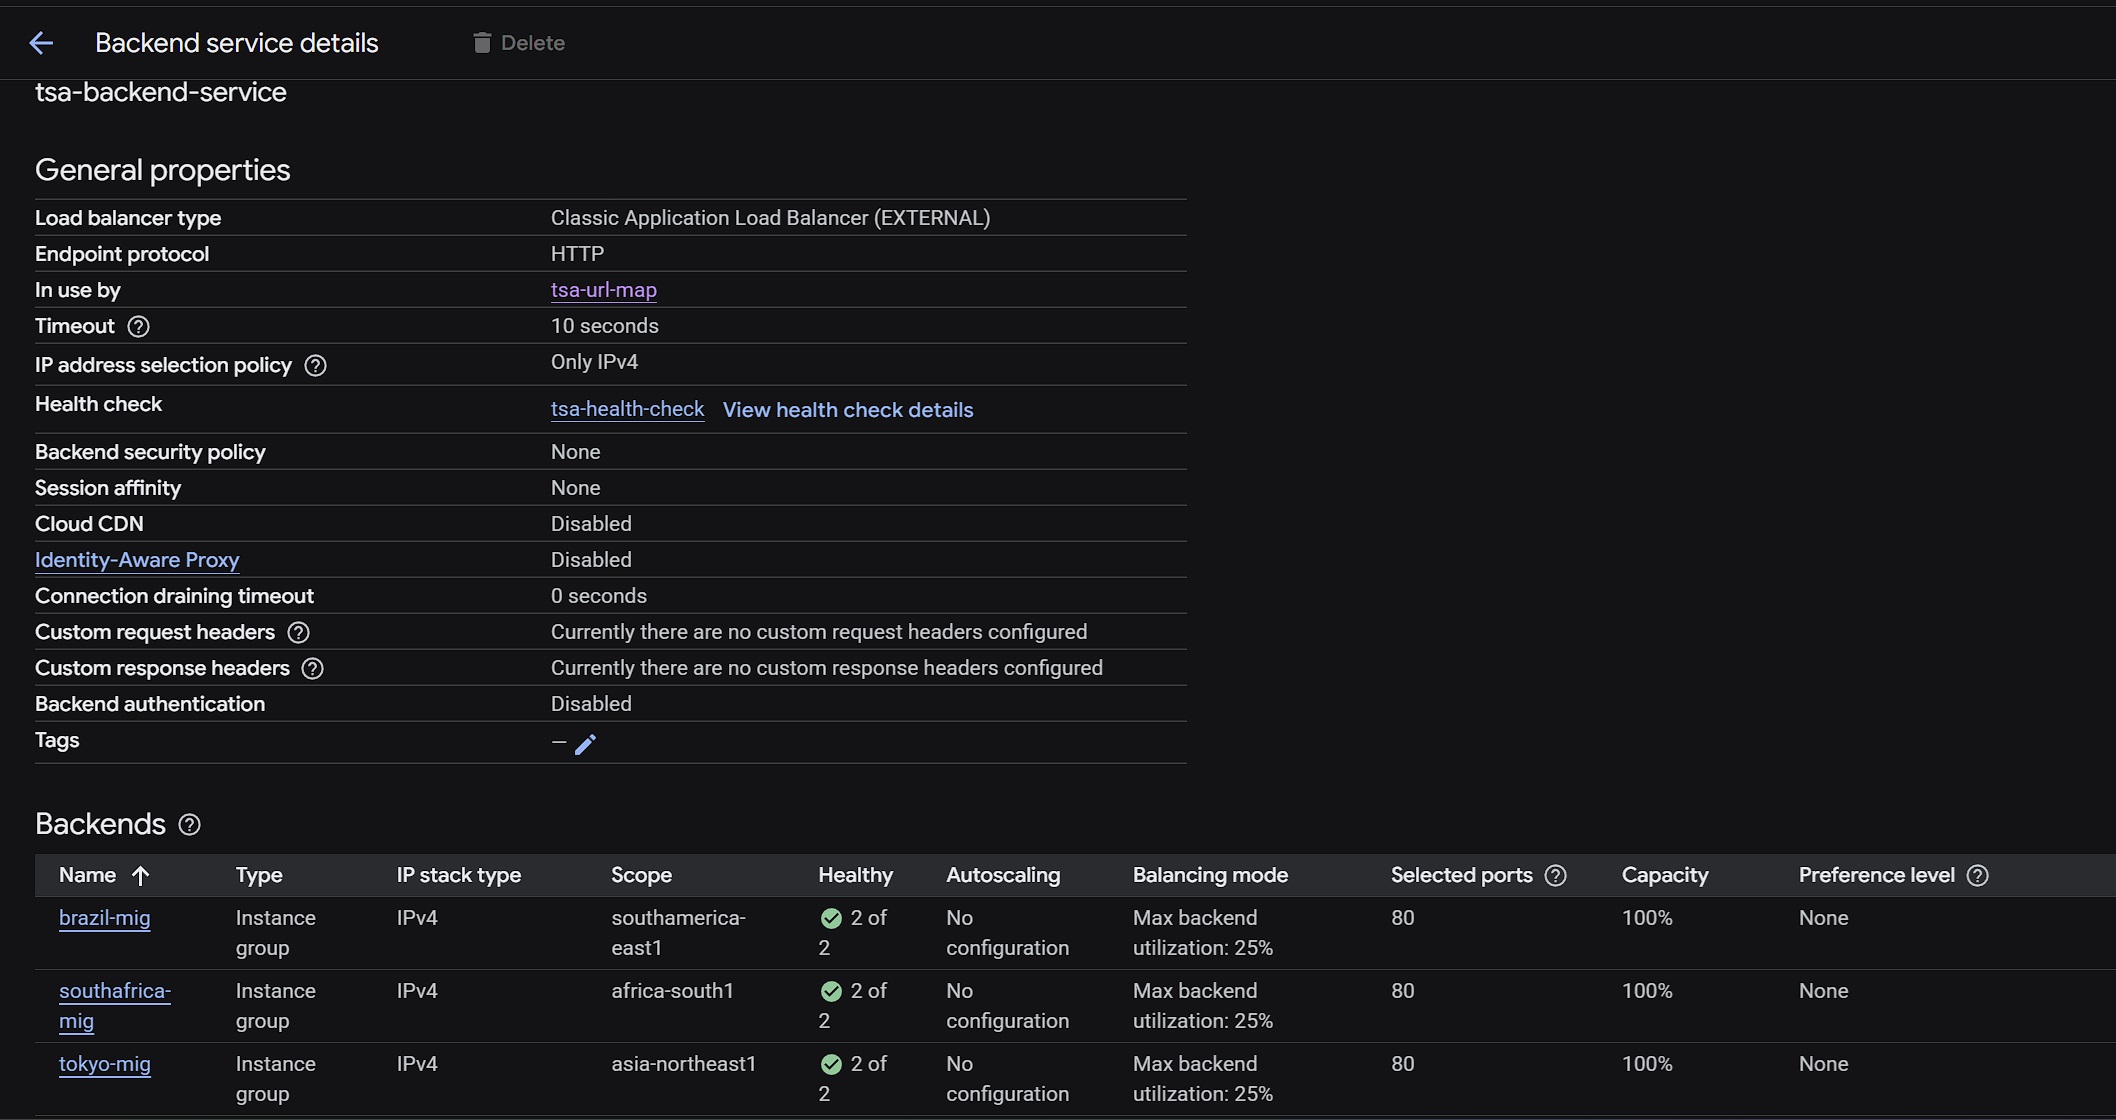 Backend service details Delete
tsa-backend-service
General properties
Load balancer type Classic Application Load Balancer (EXTERNAL)
Endpoint protocol HTTP
In use by tsa-url-map
Timeout 10 seconds
IP address selection policy Only IPv4
Health check tsa-health-check View health check details
Backend security policy None
Session affinity None
Cloud CDN Disabled
Identity-Aware Proxy Disabled
Connection draining timeout 0 seconds
Custom request headers Currently there are no custom request headers configured
Custom response headers Currently there are no custom response headers configured
Backend authentication Disabled
Tags —
Backends
Name Type IP stack type Scope Healthy Autoscaling Balancing mode Selected ports Capacity Preference level
brazil-mig Instance IPv4 southamerica- 2 of No Max backend 80 100% None
group east1 2 configuration utilization: 25%
southafrica- Instance IPv4 africa-south1 2 of No Max backend 80 100% None
mig group 2 configuration utilization: 25%
tokyo-mig Instance IPv4 asia-northeast1 2 of No Max backend 80 100% None
group 2 configuration utilization: 25%